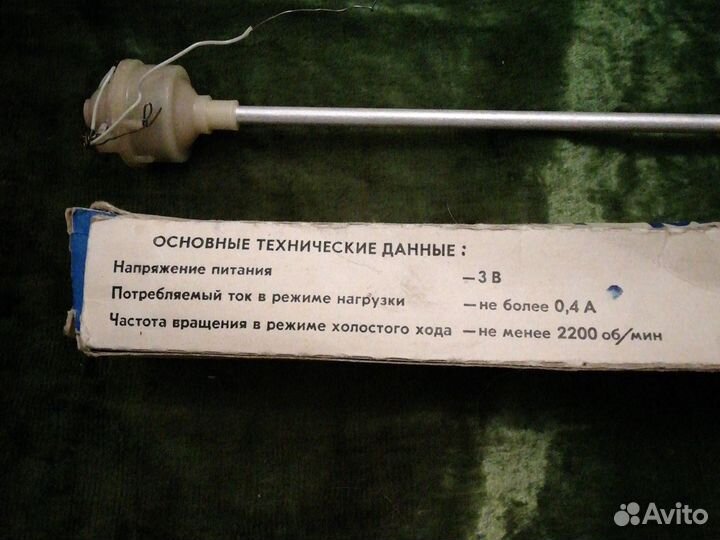 ОСНОВНЫЕ ТЕХНИЧЕСКИЕ ДАННЫЕ :
Напряжение питания – 3 В
Потребляемый ток в режиме нагрузки – не более 0,4 А
Частота вращения в режиме холостого хода – не менее 2200 об/мин
Avito